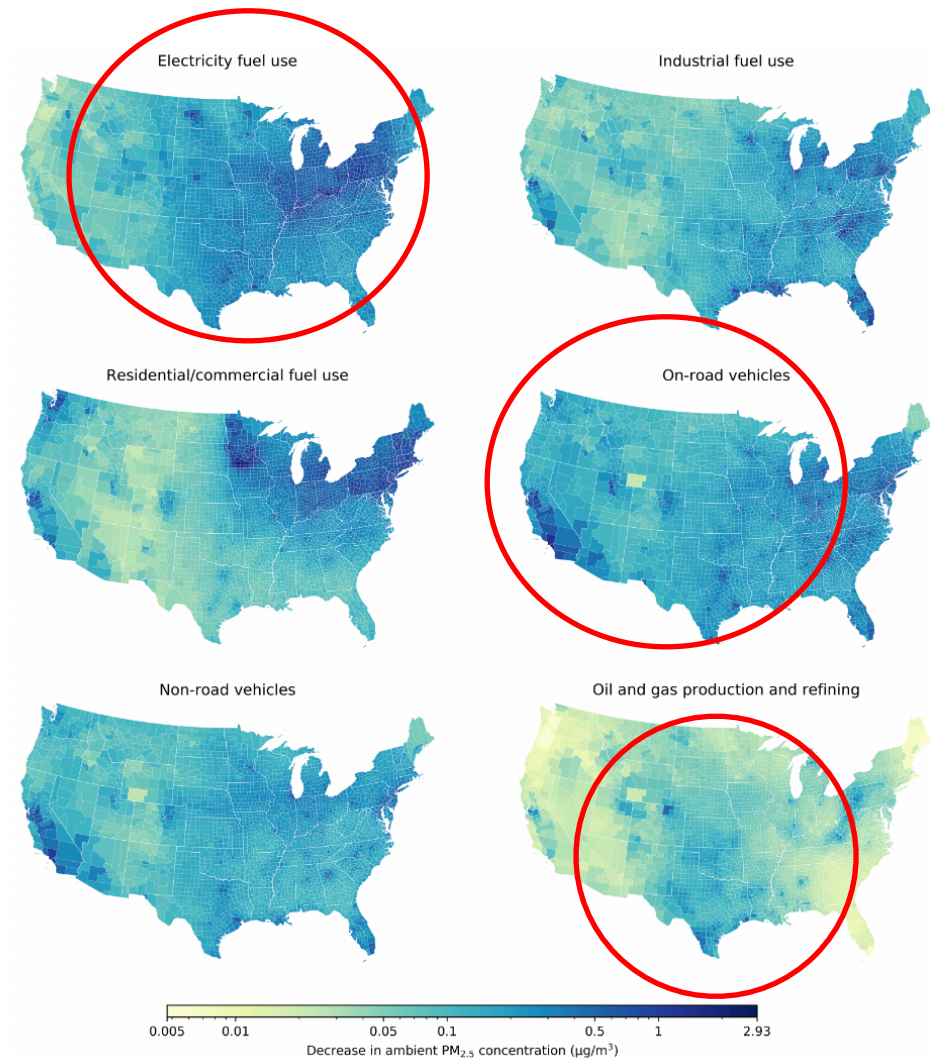 Electricity fuel use
Industrial fuel use
Residential/commercial fuel use
On-road vehicles
Non-road vehicles
Oil and gas production and refining
0.005 0.01 0.05 0.1 0.5 1 2.93
Decrease in ambient PM₂.₅ concentration (μg/m³)